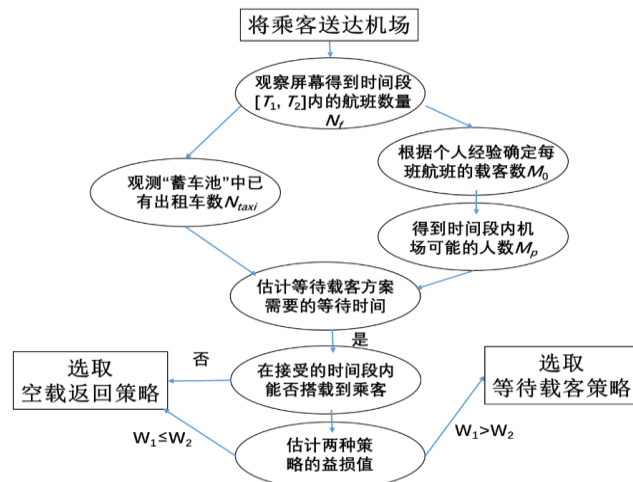 将乘客送达机场
观察屏幕得到时间段
[T₁, T₂]内的航班数量
N_f
根据个人经验确定每
班航班的载客数M₀
观测“蓄车池”中已
有出租车数N_taxi
得到时间段内机
场可能的人数M_p
估计等待载客方案
需要的等待时间
是
否
在接受的时间段内
能否搭载到乘客
选取
空载返回策略
选取
等待载客策略
W₁≤W₂
估计两种策
略的益损值
W₁>W₂